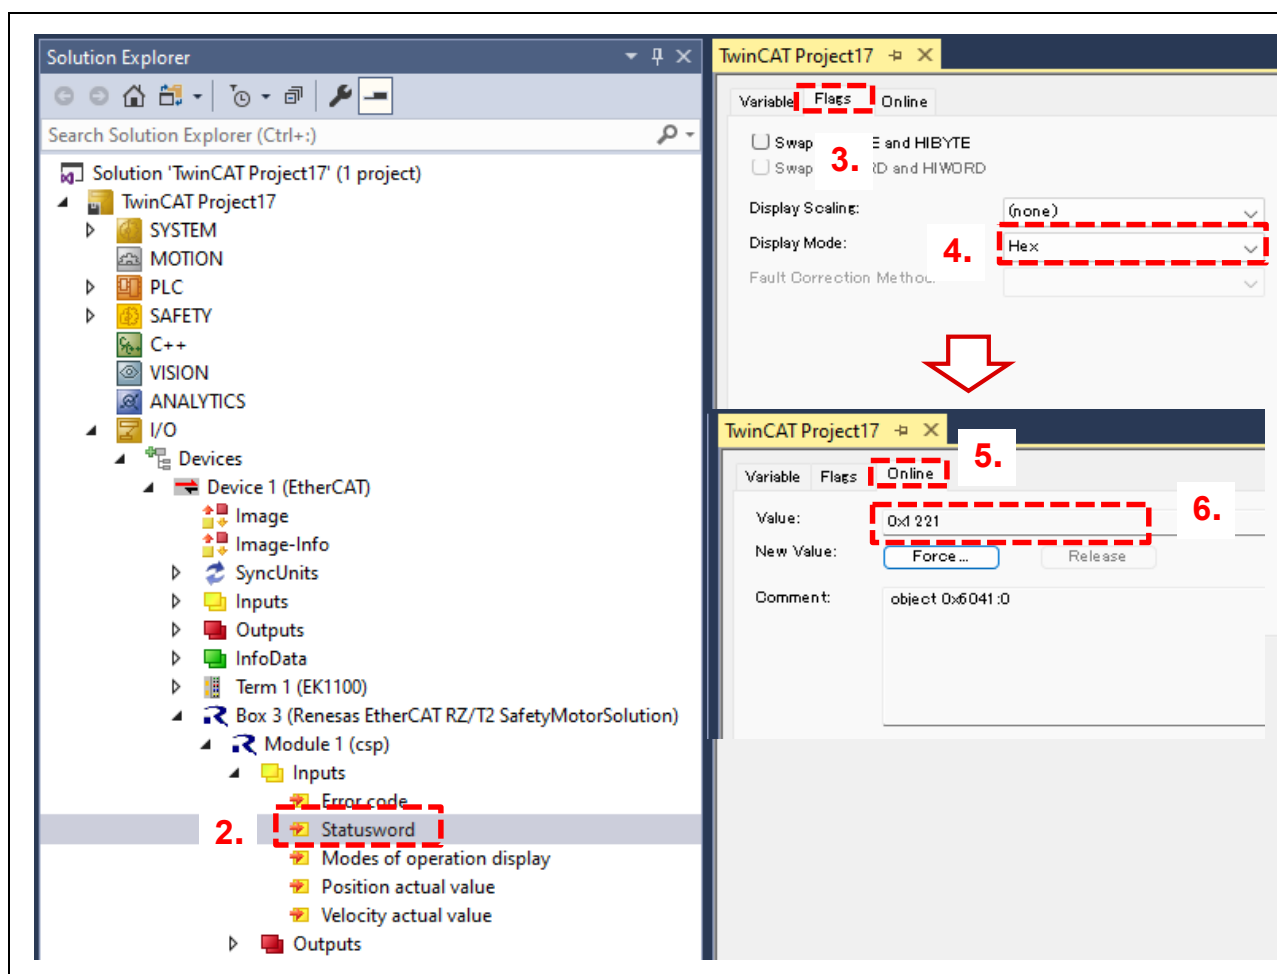 Solution Explorer
Search Solution Explorer (Ctrl+:)
Solution 'TwinCAT Project17' (1 project)
TwinCAT Project17
SYSTEM
MOTION
PLC
SAFETY
C++
VISION
ANALYTICS
I/O
Devices
Device 1 (EtherCAT)
Image
Image-Info
SyncUnits
Inputs
Outputs
InfoData
Term 1 (EK1100)
Box 3 (Renesas EtherCAT RZ/T2 SafetyMotorSolution)
Module 1 (csp)
Inputs
Error code
2. Statusword
Modes of operation display
Position actual value
Velocity actual value
Outputs
TwinCAT Project17
Variable Flags Online
Swap E and HIBYTE
3.
Swap RD and HIWORD
Display Scaling: (none)
Display Mode: 4. Hex
Fault Correction Method:
TwinCAT Project17
5.
Variable Flags Online
Value: 0x1221 6.
New Value: Force... Release
Comment: object 0x6041:0